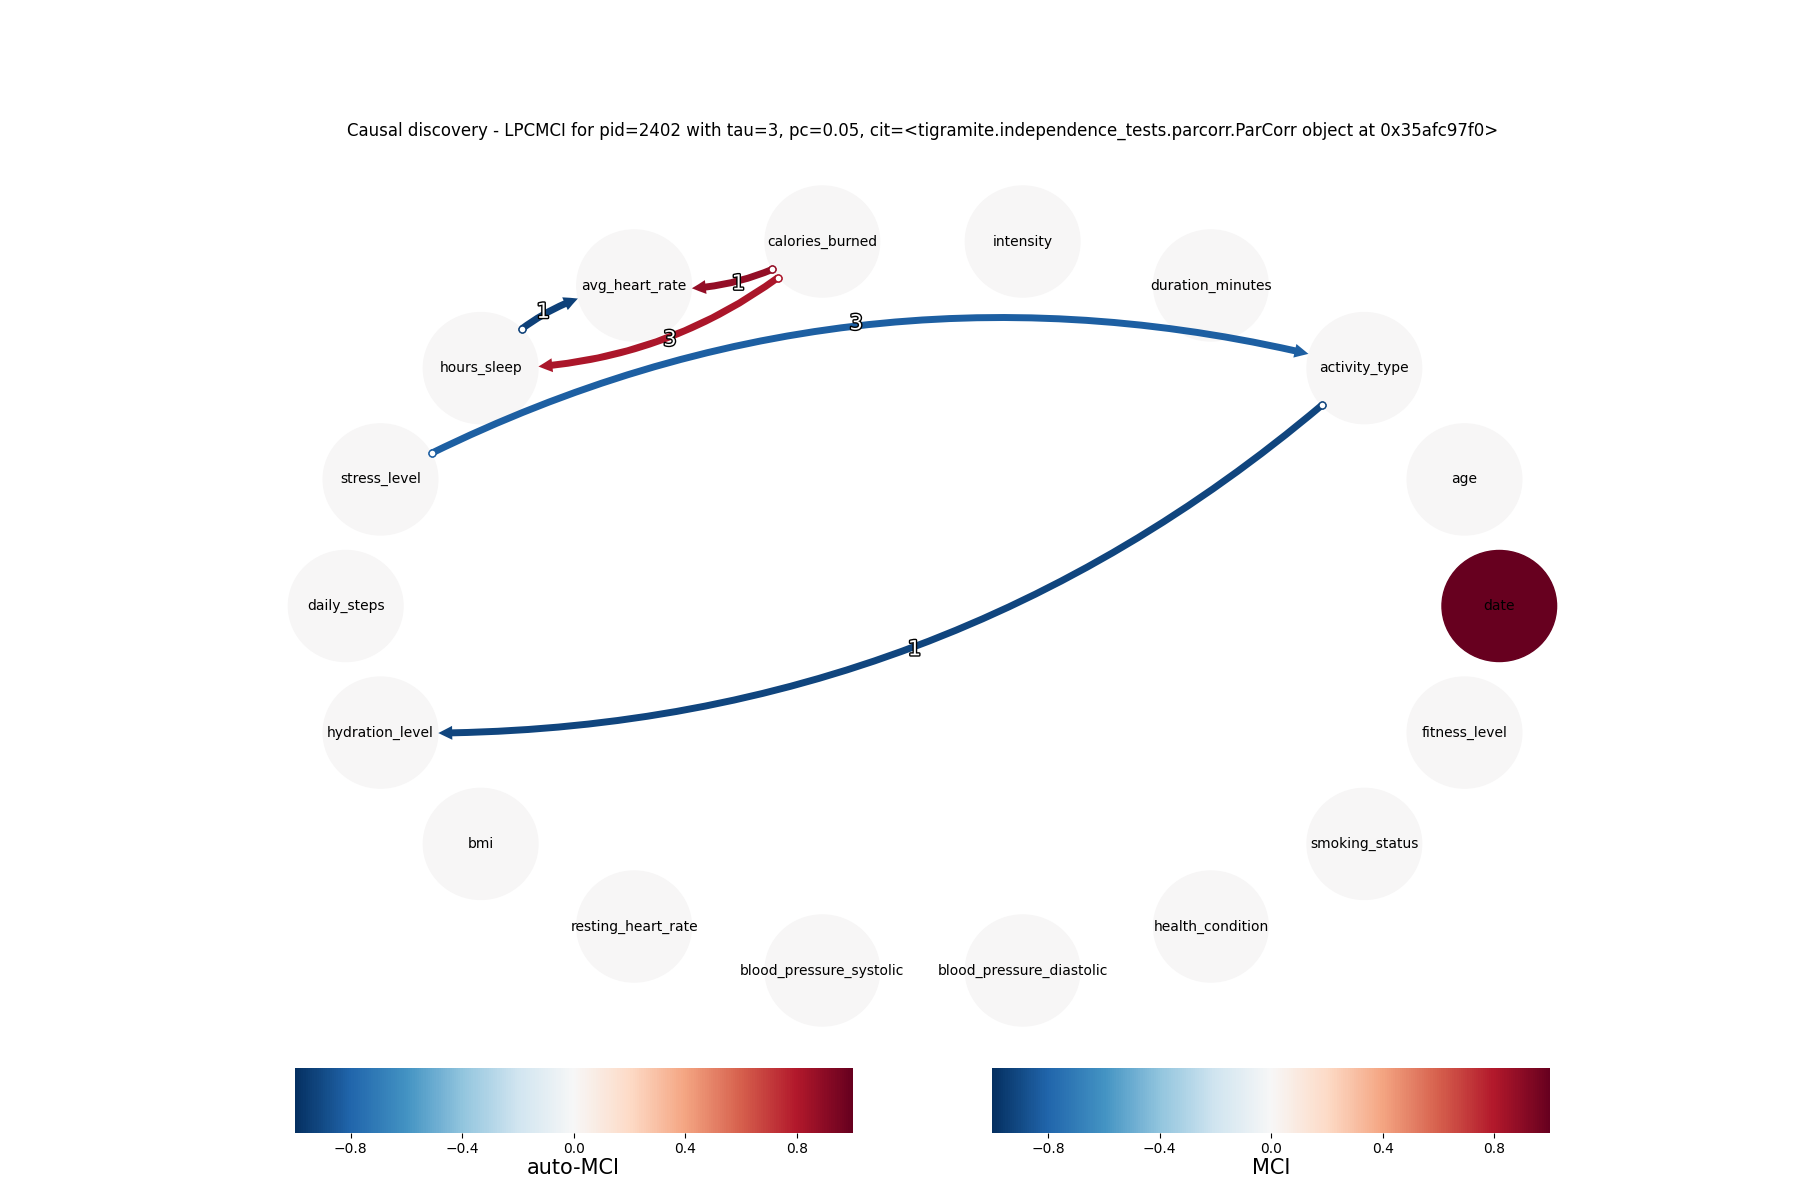 Causal discovery - LPCMCI for pid=2402 with tau=3, pc=0.05, cit=<tigramite.independence_tests.parcorr.ParCorr object at 0x35afc97f0>
calories_burned
intensity
avg_heart_rate
1
duration_minutes
1
3
3
hours_sleep
activity_type
stress_level
age
daily_steps
date
1
hydration_level
fitness_level
bmi
smoking_status
resting_heart_rate
health_condition
blood_pressure_systolic
blood_pressure_diastolic
−0.8 −0.4 0.0 0.4 0.8
auto-MCI
−0.8 −0.4 0.0 0.4 0.8
MCI